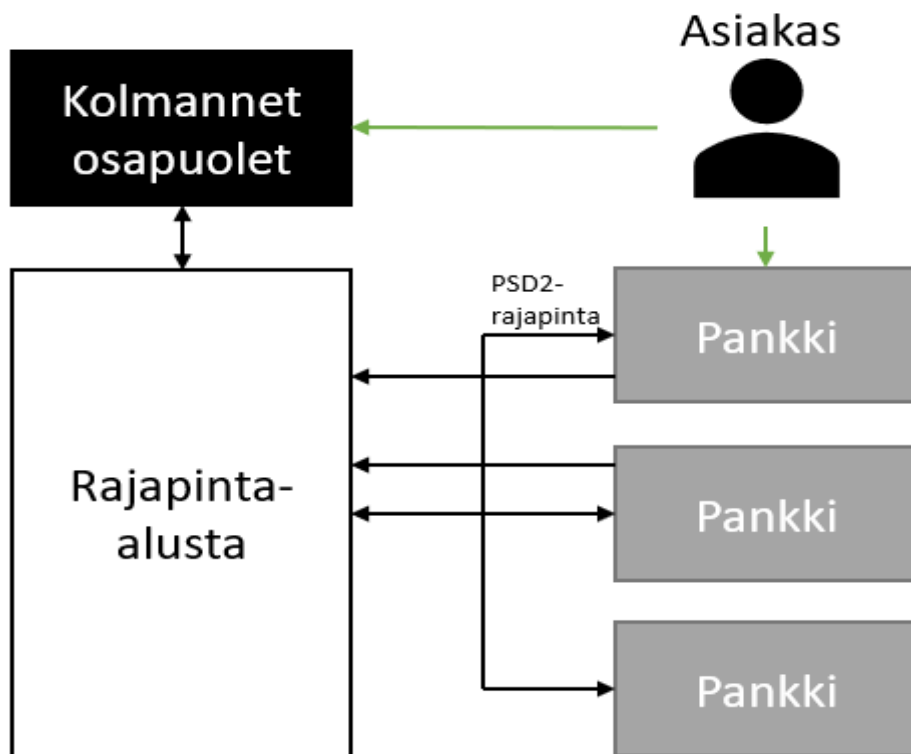 Asiakas
Kolmannet
osapuolet
PSD2-
rajapinta
Pankki
Rajapinta-
alusta
Pankki
Pankki